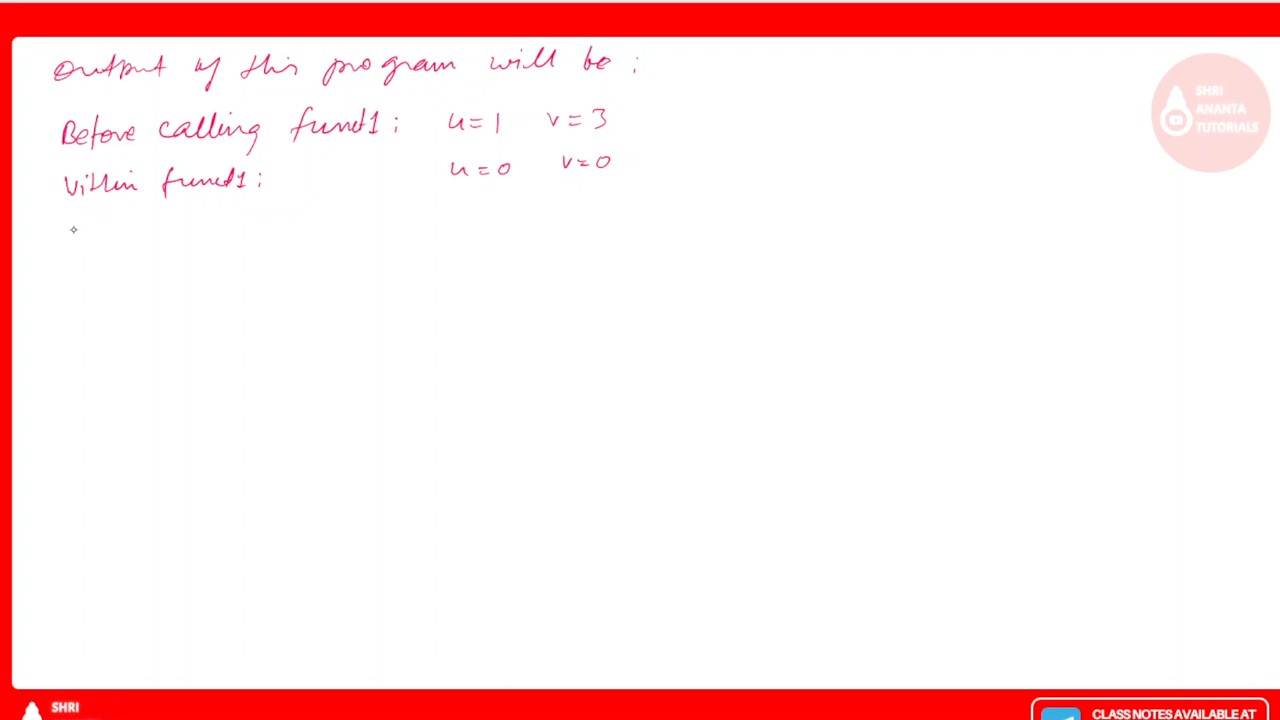 output of this program will be :
Before calling funct1 : u=1 v=3
Within funct1 : u=0 v=0
SHRI
ANANTA
TUTORIALS
SHRI
CLASS NOTES AVAILABLE AT